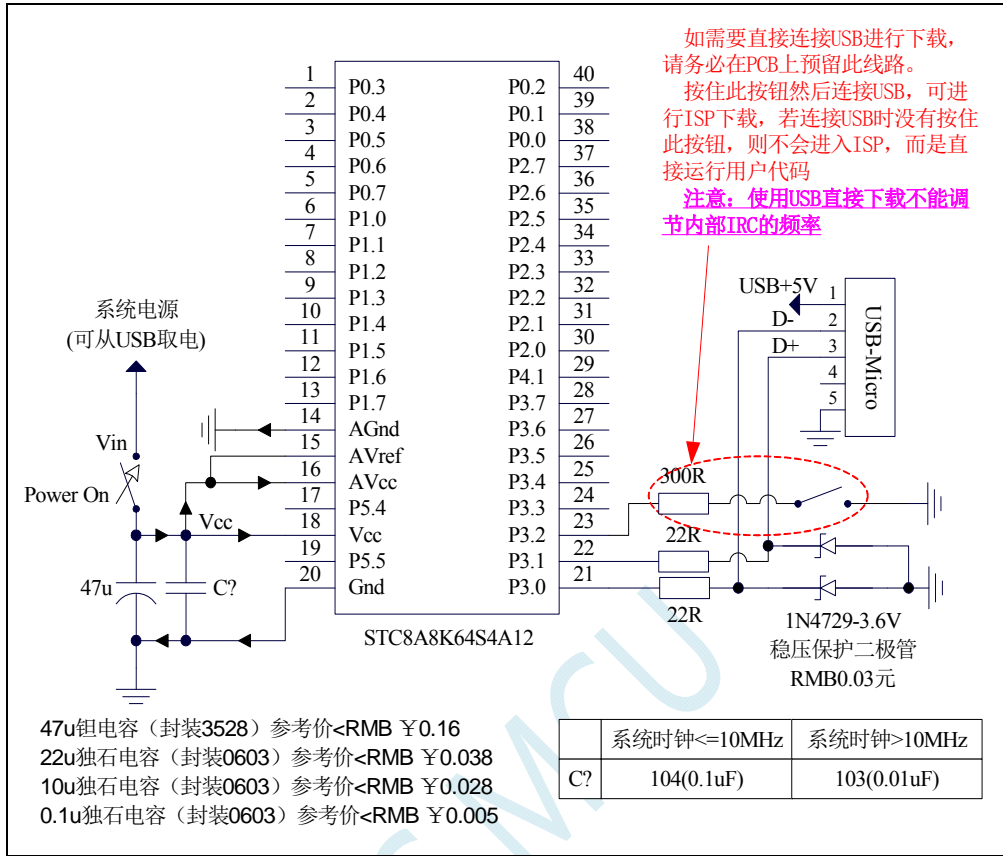 如需要直接连接USB进行下载，
请务必在PCB上预留此线路。
按住此按钮然后连接USB，可进
行ISP下载，若连接USB时没有按住
此按钮，则不会进入ISP，而是直
接运行用户代码
注意：使用USB直接下载不能调
节内部IRC的频率
1 P0.3 P0.2 40
2 P0.4 P0.1 39
3 P0.5 P0.0 38
4 P0.6 P2.7 37
5 P0.7 P2.6 36
6 P1.0 P2.5 35
7 P1.1 P2.4 34
8 P1.2 P2.3 33
9 P1.3 P2.2 32
10 P1.4 P2.1 31
11 P1.5 P2.0 30
12 P1.6 P4.1 29
13 P1.7 P3.7 28
14 AGnd P3.6 27
15 AVref P3.5 26
16 AVcc P3.4 25
17 P5.4 P3.3 24
18 Vcc P3.2 23
19 P5.5 P3.1 22
20 Gnd P3.0 21
STC8A8K64S4A12
系统电源
(可从USB取电)
Vin
Power On
Vcc
47u
C?
USB+5V 1
D- 2
D+ 3
4
5
USB-Micro
300R
22R
22R
1N4729-3.6V
稳压保护二极管
RMB0.03元
47u钽电容（封装3528）参考价<RMB ￥0.16
22u独石电容（封装0603）参考价<RMB ￥0.038
10u独石电容（封装0603）参考价<RMB ￥0.028
0.1u独石电容（封装0603）参考价<RMB ￥0.005
系统时钟<=10MHz 系统时钟>10MHz
C? 104(0.1uF) 103(0.01uF)
MCU